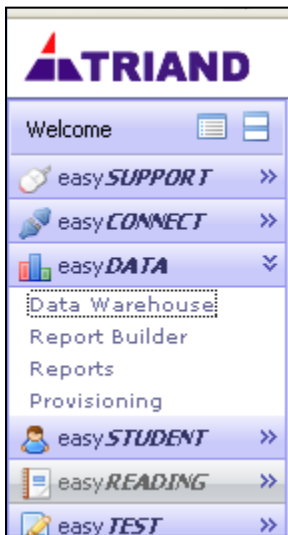 TRIAND
Welcome
easySUPPORT
easyCONNECT
easyDATA
Data Warehouse
Report Builder
Reports
Provisioning
easySTUDENT
easyREADING
easyTEST